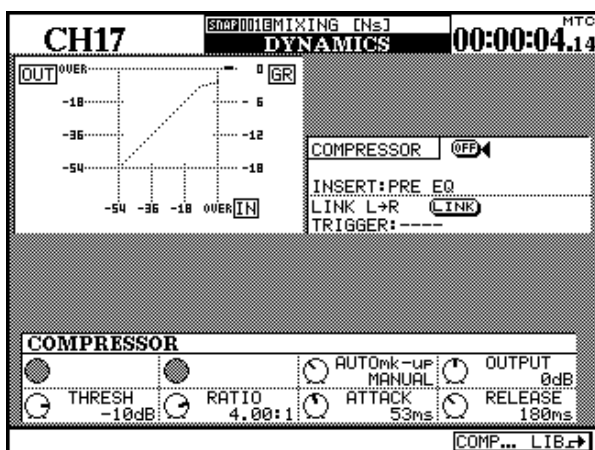 CH17
SNAP001 MIXING [Ns]
DYNAMICS
MTC
00:00:04.14
OUT OVER 0 GR
-18 - 6
-36 -12
-54 -18
-54 -36 -18 OVER IN
COMPRESSOR OFF
INSERT:PRE EQ
LINK L→R LINK
TRIGGER:----
COMPRESSOR
AUTOmk-up OUTPUT
MANUAL 0dB
THRESH RATIO ATTACK RELEASE
-10dB 4.00:1 53ms 180ms
COMP... LIB.